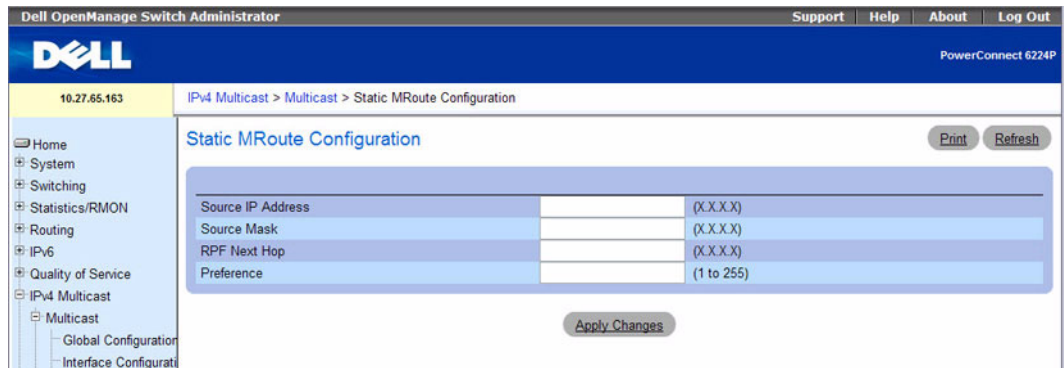 Dell OpenManage Switch Administrator
Support Help About Log Out
DELL
PowerConnect 6224P
10.27.65.163
IPv4 Multicast > Multicast > Static MRoute Configuration
Home
System
Switching
Statistics/RMON
Routing
IPv6
Quality of Service
IPv4 Multicast
Multicast
Global Configuration
Interface Configurati
Static MRoute Configuration
Print Refresh
Source IP Address (X.X.X.X)
Source Mask (X.X.X.X)
RPF Next Hop (X.X.X.X)
Preference (1 to 255)
Apply Changes